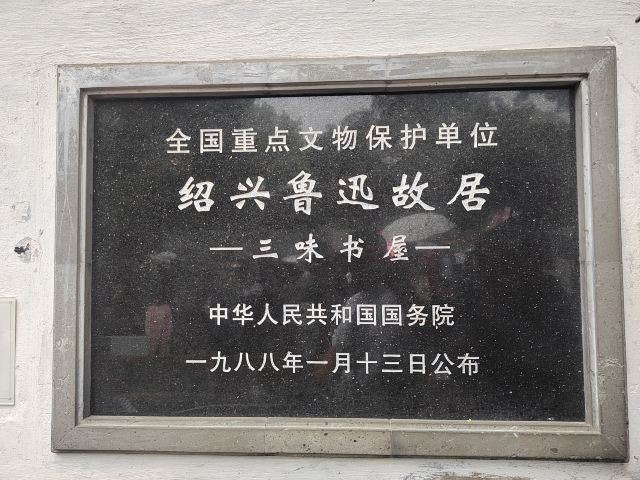 全国重点文物保护单位
绍兴鲁迅故居
—三味书屋—
中华人民共和国国务院
一九八八年一月十三日公布